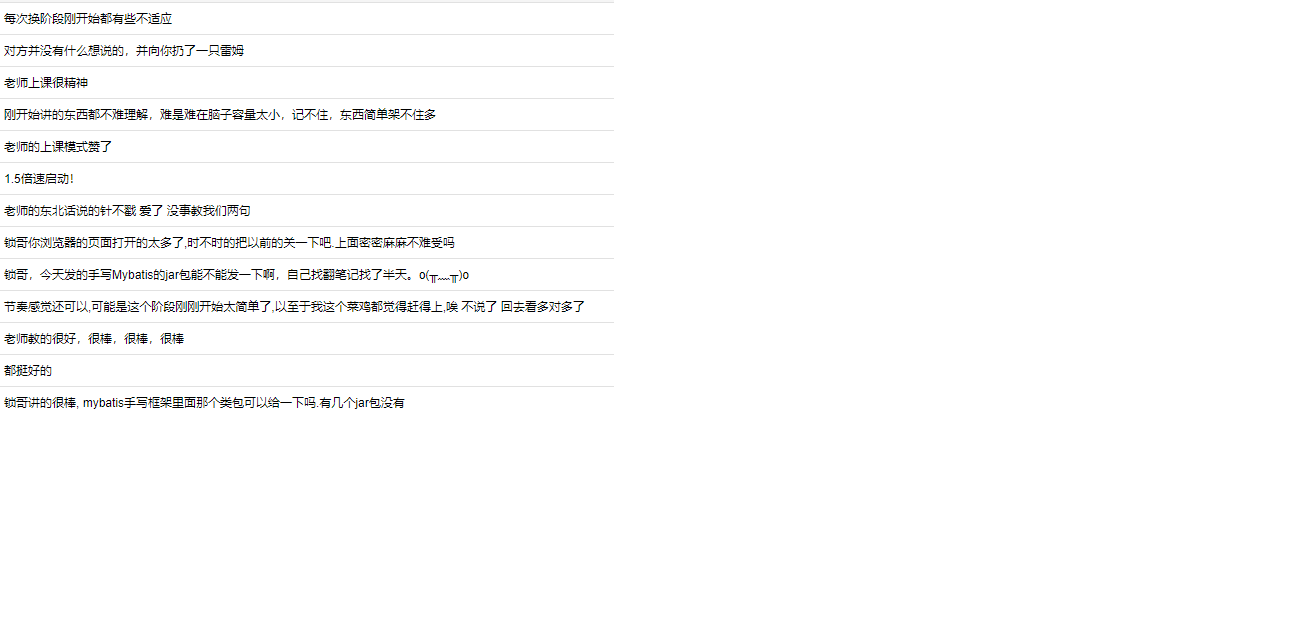 每次换阶段刚开始都有些不适应
对方并没有什么想说的，并向你扔了一只雷姆
老师上课很精神
刚开始讲的东西都不难理解，难是难在脑子容量太小，记不住，东西简单架不住多
老师的上课模式赞了
1.5倍速启动！
老师的东北话说的针不戳 爱了 没事教我们两句
锁哥你浏览器的页面打开的太多了,时不时的把以前的关一下吧.上面密密麻麻不难受吗
锁哥，今天发的手写Mybatis的jar包能不能发一下啊，自己找翻笔记找了半天。o(╥﹏╥)o
节奏感觉还可以,可能是这个阶段刚刚开始太简单了,以至于我这个菜鸡都觉得赶得上,唉 不说了 回去看多对多了
老师教的很好，很棒，很棒，很棒
都挺好的
锁哥讲的很棒, mybatis手写框架里面那个类包可以给一下吗.有几个jar包没有